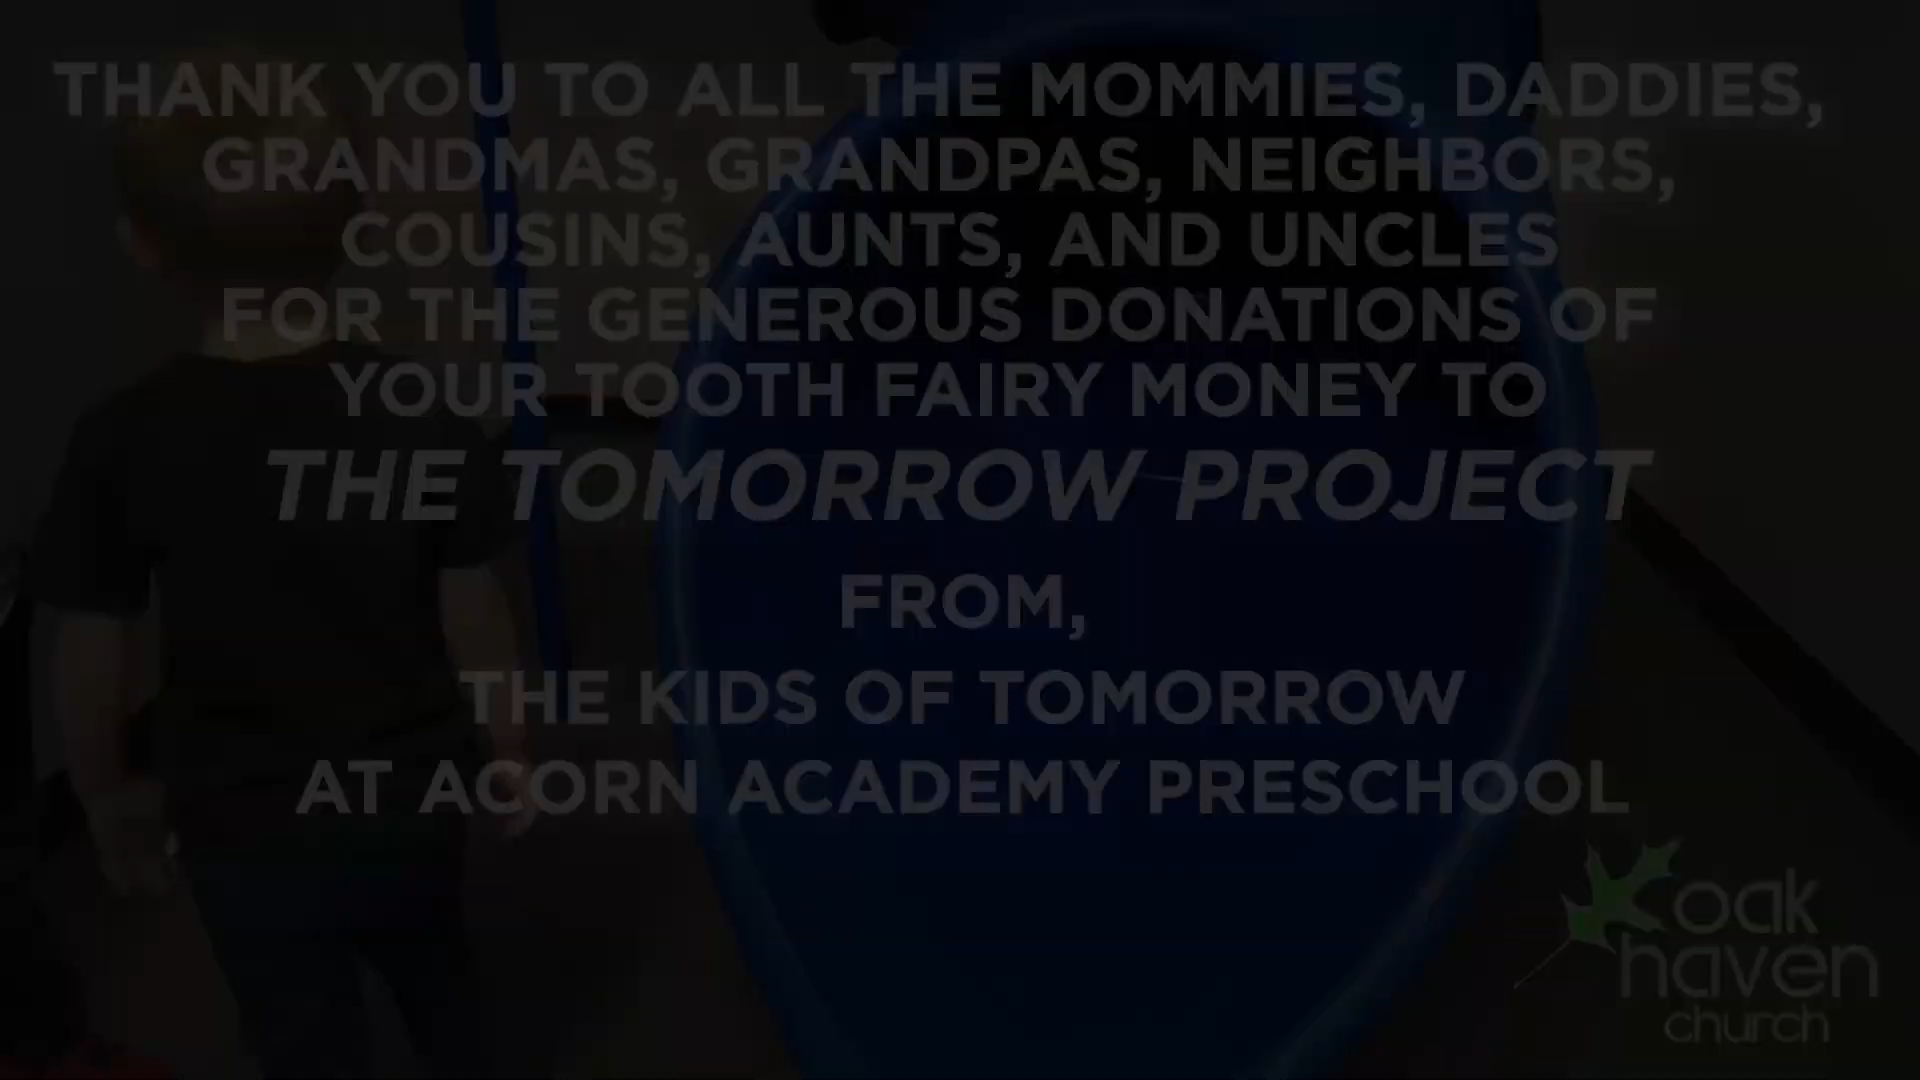 THANK YOU TO ALL THE MOMMIES, DADDIES,
GRANDMAS, GRANDPAS, NEIGHBORS,
COUSINS, AUNTS, AND UNCLES
FOR THE GENEROUS DONATIONS OF
YOUR TOOTH FAIRY MONEY TO
THE TOMORROW PROJECT
FROM,
THE KIDS OF TOMORROW
AT ACORN ACADEMY PRESCHOOL
oak
haven
church